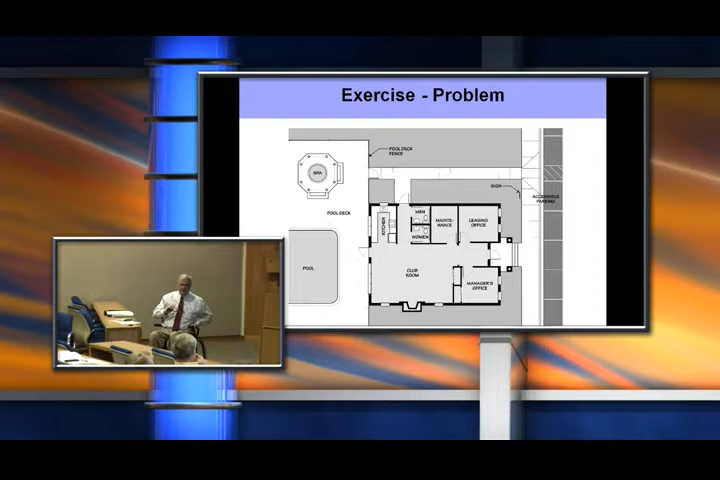 Exercise - Problem
POOL DECK
FENCE
SPA
SIGN
ACCESSIBLE
PARKING
POOL DECK
KITCHEN
MEN
WOMEN
MAINTE-
NANCE
LEASING
OFFICE
POOL
CLUB
ROOM
MANAGER'S
OFFICE